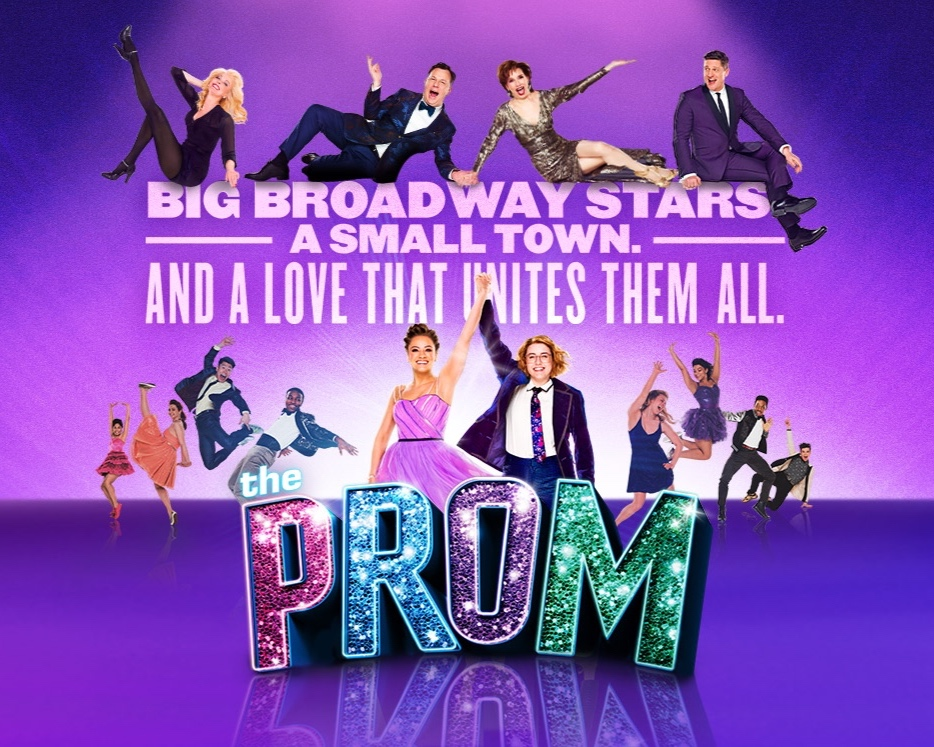 BIG BROADWAY STARS
A SMALL TOWN.
AND A LOVE THAT UNITES THEM ALL.
the
PROM